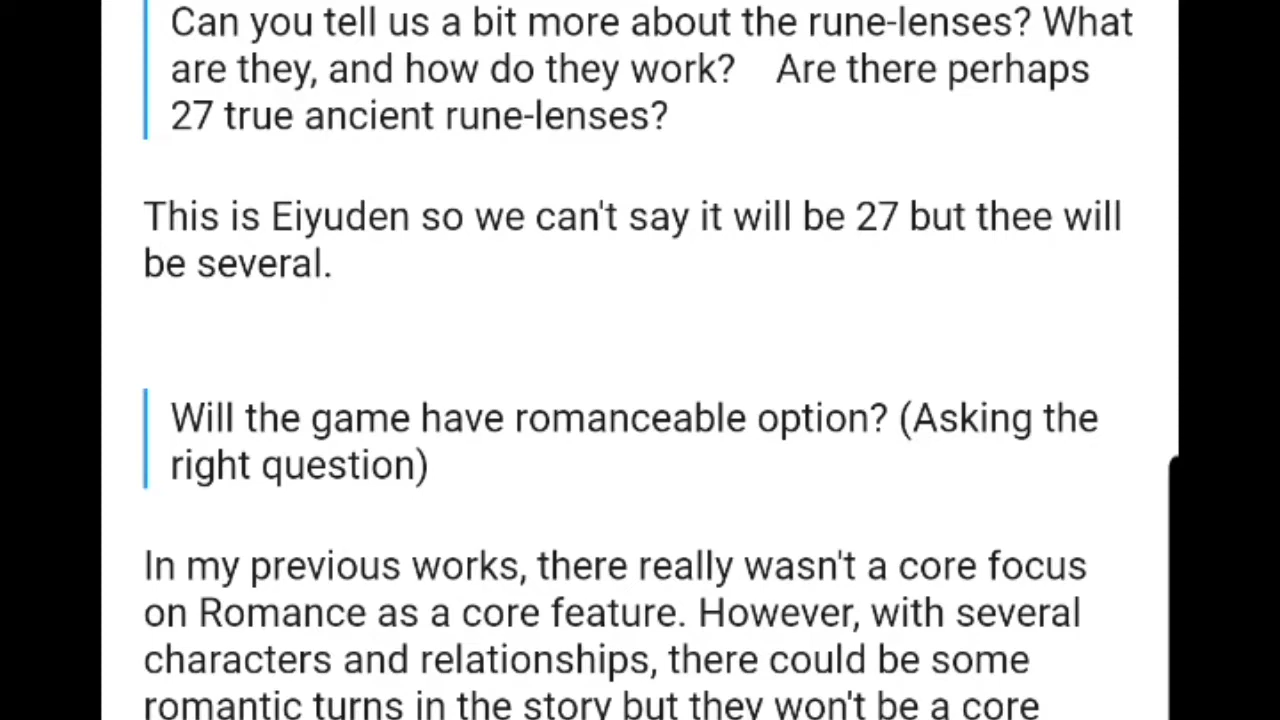 Can you tell us a bit more about the rune-lenses? What
are they, and how do they work?    Are there perhaps
27 true ancient rune-lenses?
This is Eiyuden so we can't say it will be 27 but thee will
be several.
Will the game have romanceable option? (Asking the
right question)
In my previous works, there really wasn't a core focus
on Romance as a core feature. However, with several
characters and relationships, there could be some
romantic turns in the story but they won't be a core